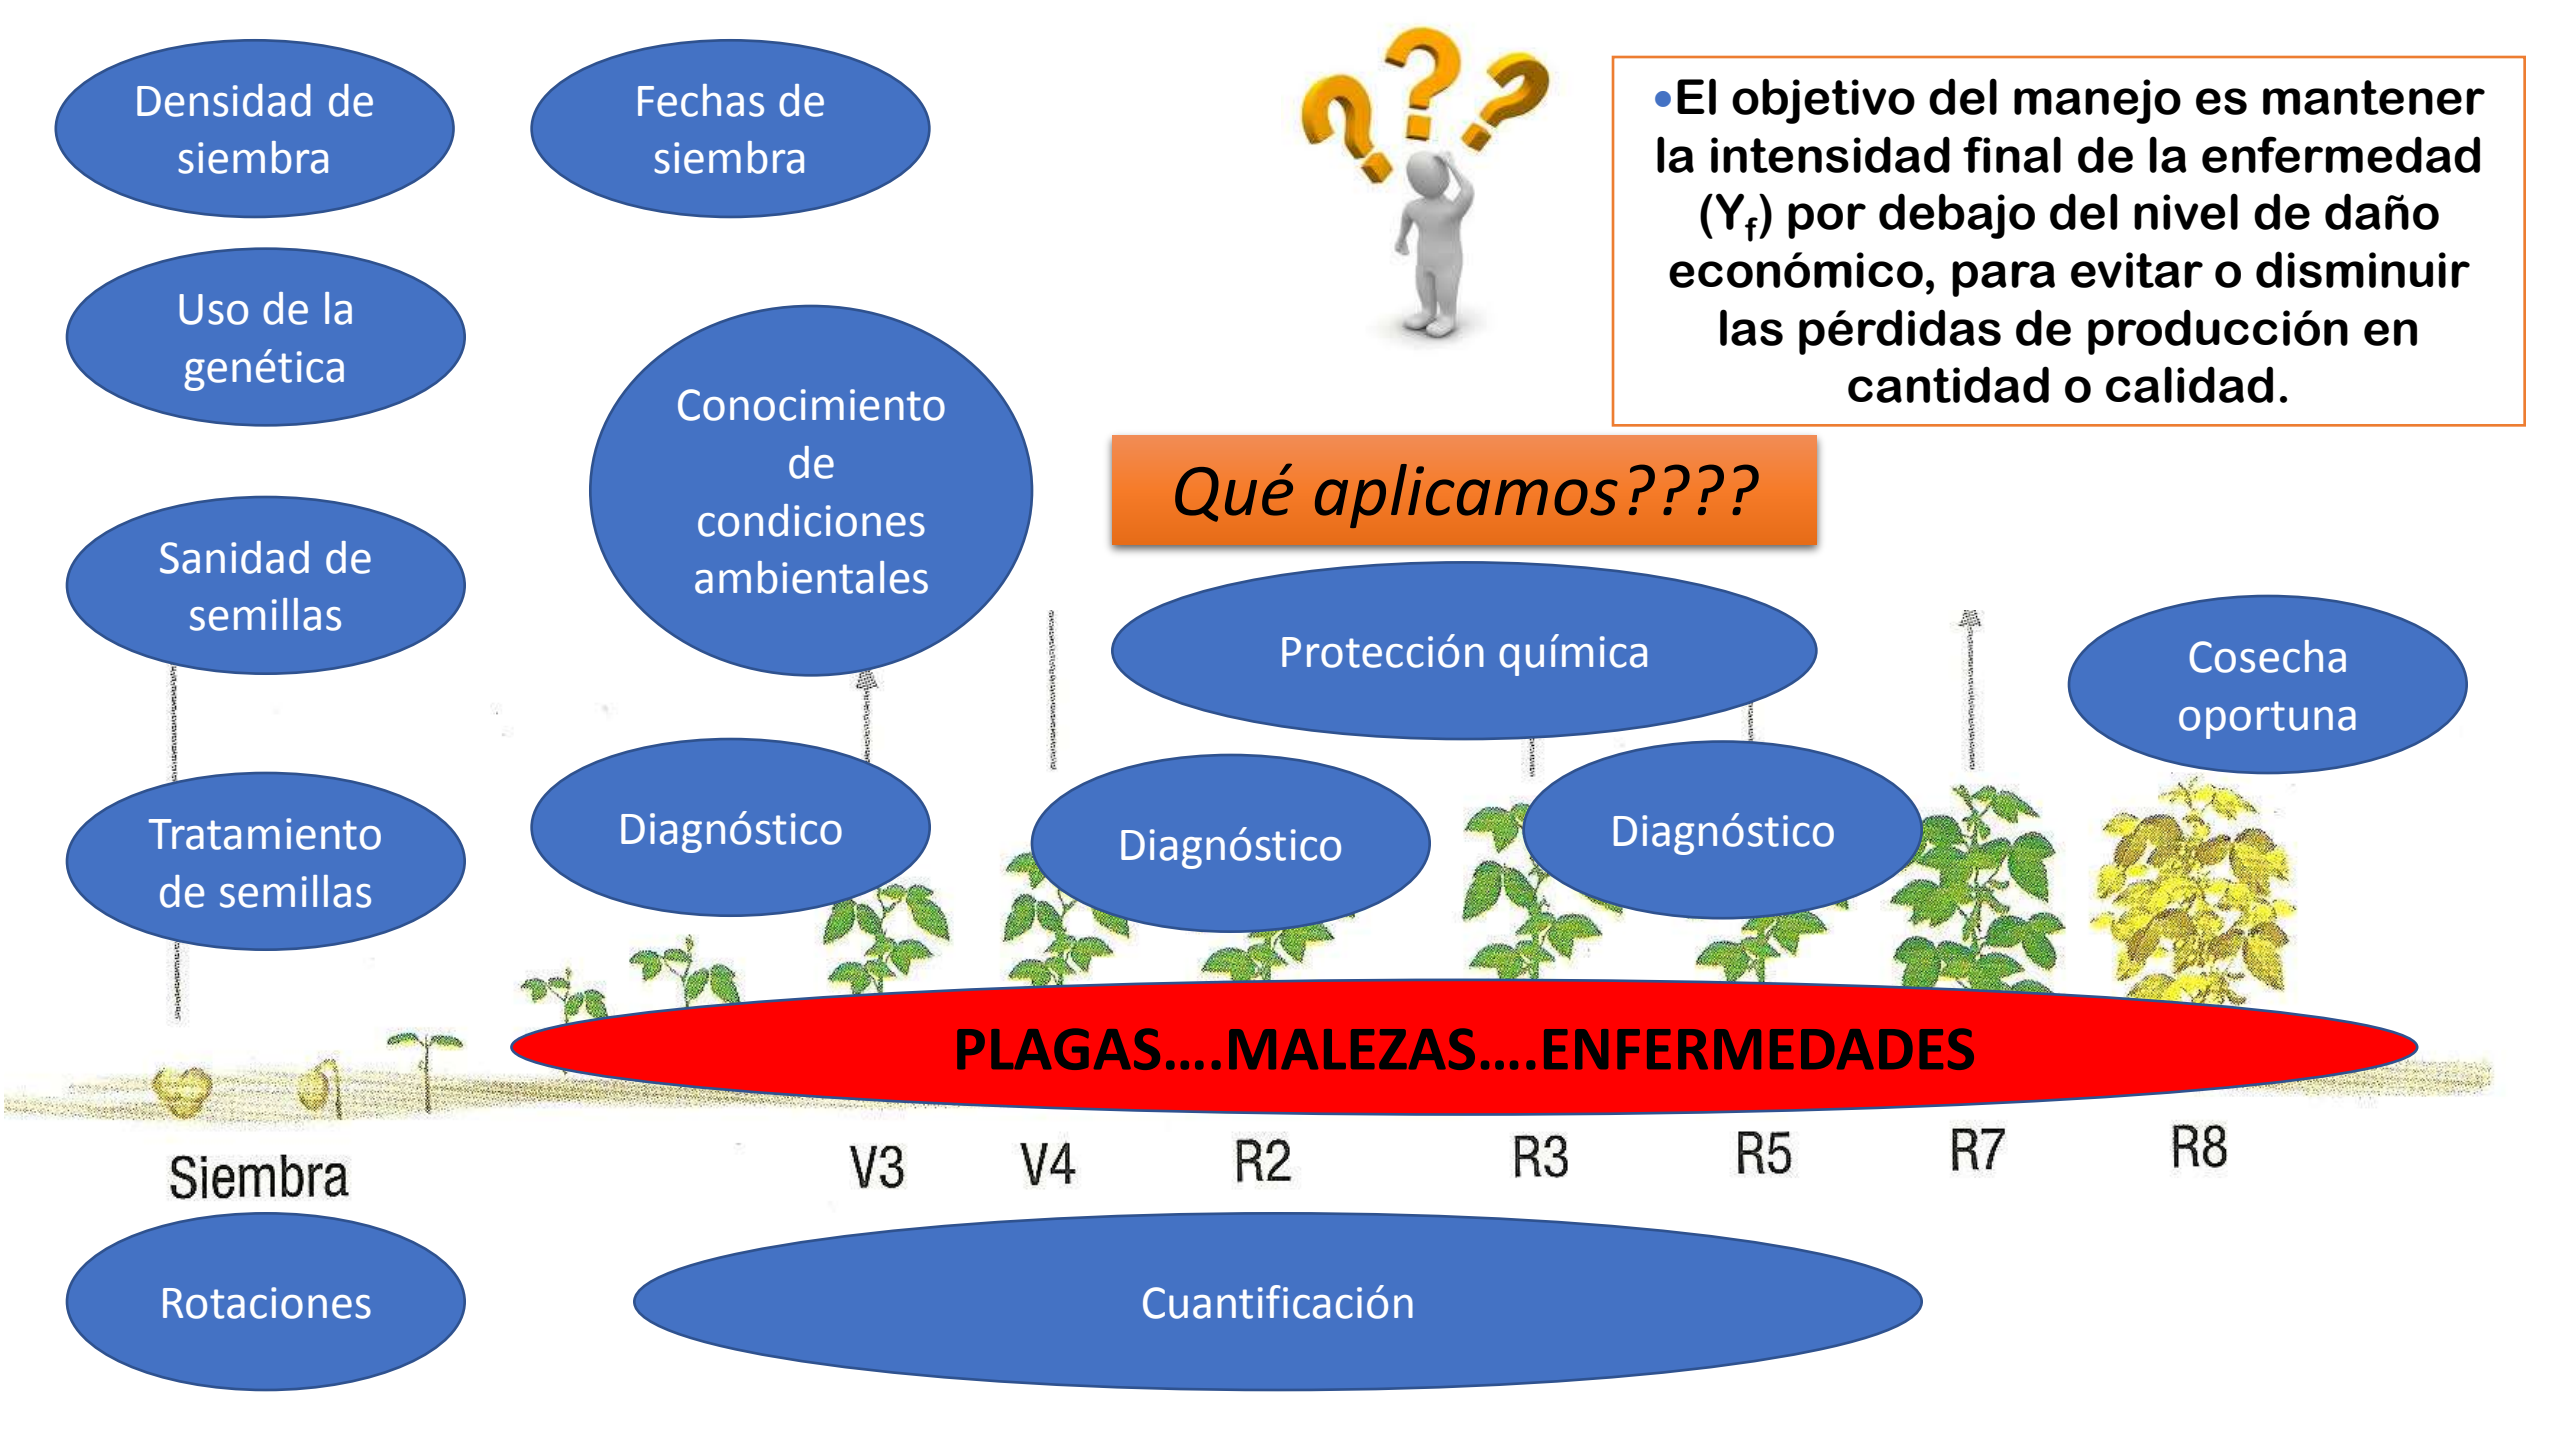 Densidad de
siembra
Fechas de
siembra
•El objetivo del manejo es mantener
la intensidad final de la enfermedad
(Yf) por debajo del nivel de daño
económico, para evitar o disminuir
las pérdidas de producción en
cantidad o calidad.
Uso de la
genética
Conocimiento
de
condiciones
ambientales
Qué aplicamos????
Sanidad de
semillas
Protección química
Cosecha
oportuna
Tratamiento
de semillas
Diagnóstico
Diagnóstico
Diagnóstico
PLAGAS....MALEZAS....ENFERMEDADES
Siembra
V3
V4
R2
R3
R5
R7
R8
Rotaciones
Cuantificación